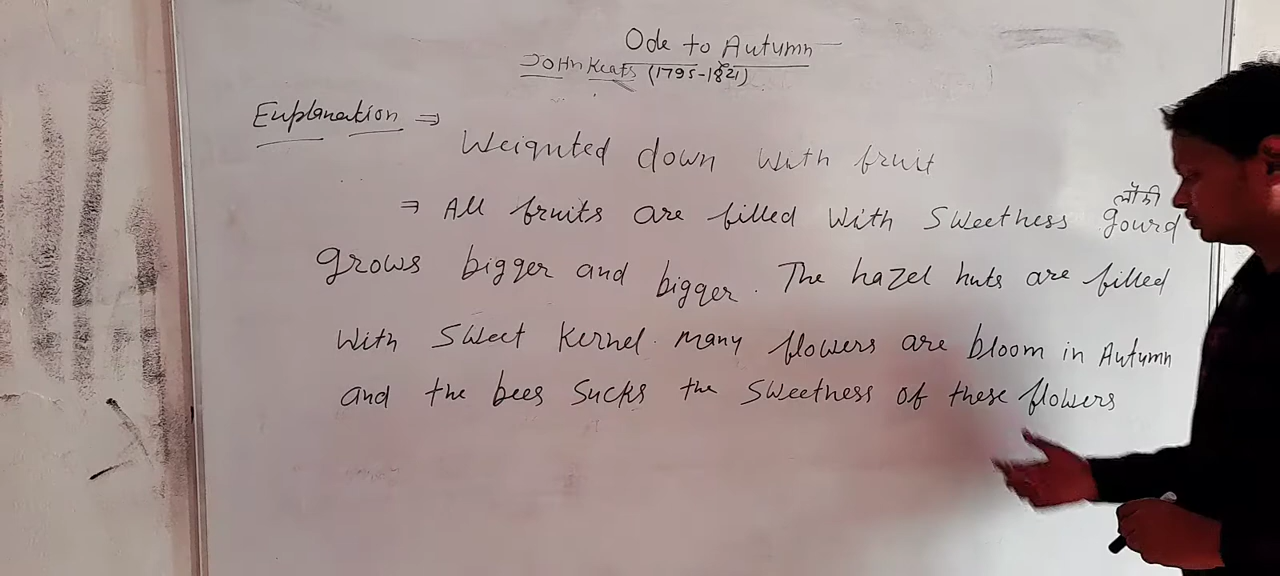 Ode to Autumn
John Keats (1795-1821)
Explanation ⇒
Weighted down with fruit
⇒ All fruits are filled with sweetness gourd
लौकी
grows bigger and bigger. The hazel nuts are filled
with sweet kernel. many flowers are bloom in Autumn
and the bees sucks the sweetness of these flowers